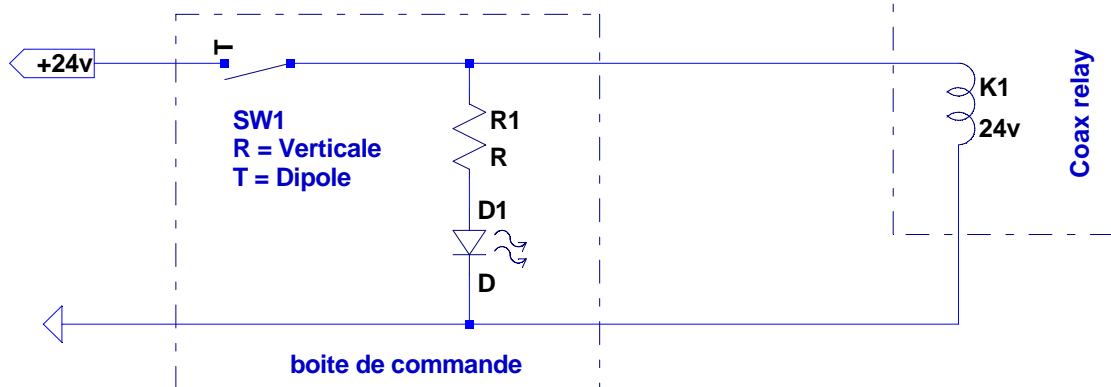 +24v
T
SW1
R = Verticale
T = Dipole
R1
R
D1
D
K1
24v
Coax relay
boite de commande